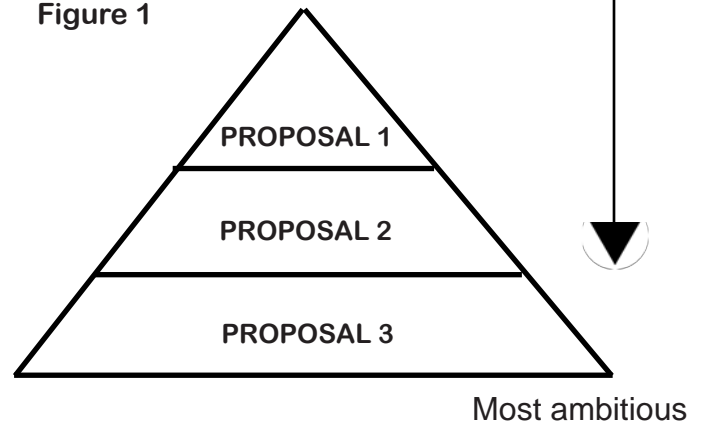 Figure 1
PROPOSAL 1
PROPOSAL 2
PROPOSAL 3
Most ambitious